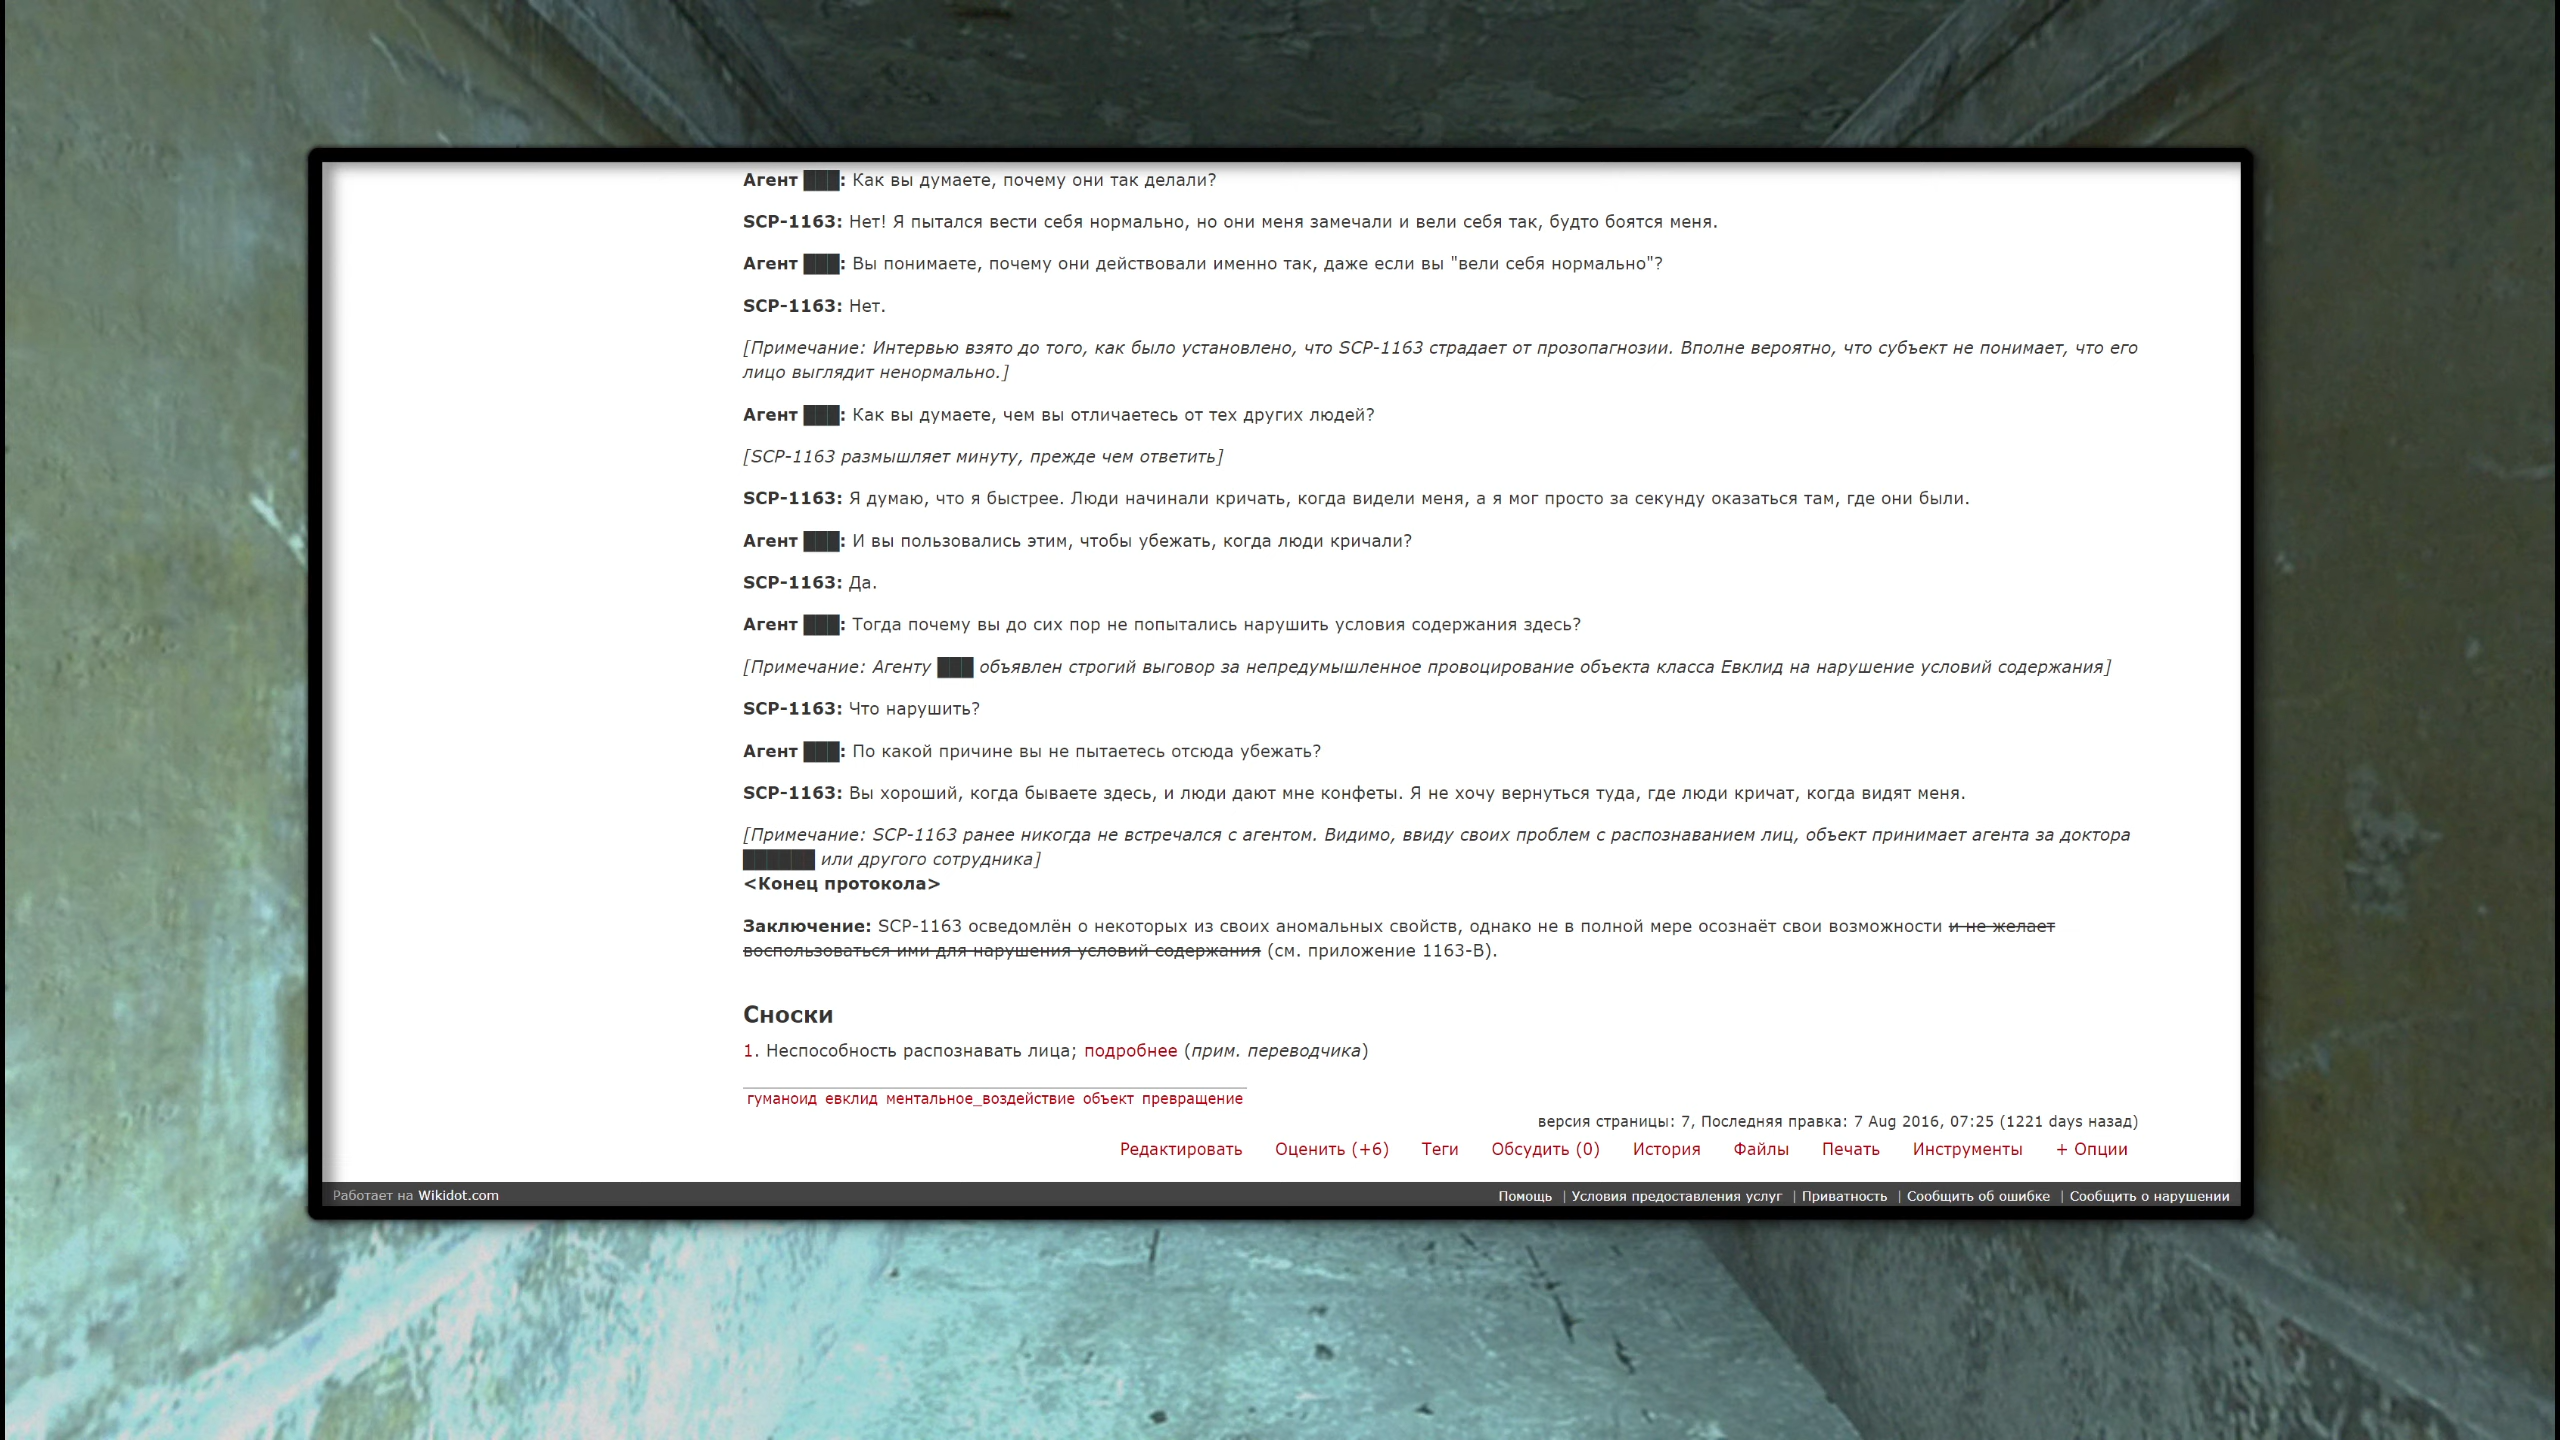 Агент ███: Как вы думаете, почему они так делали?
SCP-1163: Нет! Я пытался вести себя нормально, но они меня замечали и вели себя так, будто боятся меня.
Агент ███: Вы понимаете, почему они действовали именно так, даже если вы "вели себя нормально"?
SCP-1163: Нет.
[Примечание: Интервью взято до того, как было установлено, что SCP-1163 страдает от прозопагнозии. Вполне вероятно, что субъект не понимает, что его
лицо выглядит ненормально.]
Агент ███: Как вы думаете, чем вы отличаетесь от тех других людей?
[SCP-1163 размышляет минуту, прежде чем ответить]
SCP-1163: Я думаю, что я быстрее. Люди начинали кричать, когда видели меня, а я мог просто за секунду оказаться там, где они были.
Агент ███: И вы пользовались этим, чтобы убежать, когда люди кричали?
SCP-1163: Да.
Агент ███: Тогда почему вы до сих пор не попытались нарушить условия содержания здесь?
[Примечание: Агенту ███ объявлен строгий выговор за непредумышленное провоцирование объекта класса Евклид на нарушение условий содержания]
SCP-1163: Что нарушить?
Агент ███: По какой причине вы не пытаетесь отсюда убежать?
SCP-1163: Вы хороший, когда бываете здесь, и люди дают мне конфеты. Я не хочу вернуться туда, где люди кричат, когда видят меня.
[Примечание: SCP-1163 ранее никогда не встречался с агентом. Видимо, ввиду своих проблем с распознаванием лиц, объект принимает агента за доктора
██████ или другого сотрудника]
<Конец протокола>
Заключение: SCP-1163 осведомлён о некоторых из своих аномальных свойств, однако не в полной мере осознаёт свои возможности и не желает
воспользоваться ими для нарушения условий содержания (см. приложение 1163-B).
Сноски
1. Неспособность распознавать лица; подробнее (прим. переводчика)
гуманоид евклид ментальное_воздействие объект превращение
версия страницы: 7, Последняя правка: 7 Aug 2016, 07:25 (1221 days назад)
Редактировать Оценить (+6) Теги Обсудить (0) История Файлы Печать Инструменты + Опции
Работает на Wikidot.com
Помощь | Условия предоставления услуг | Приватность | Сообщить об ошибке | Сообщить о нарушении